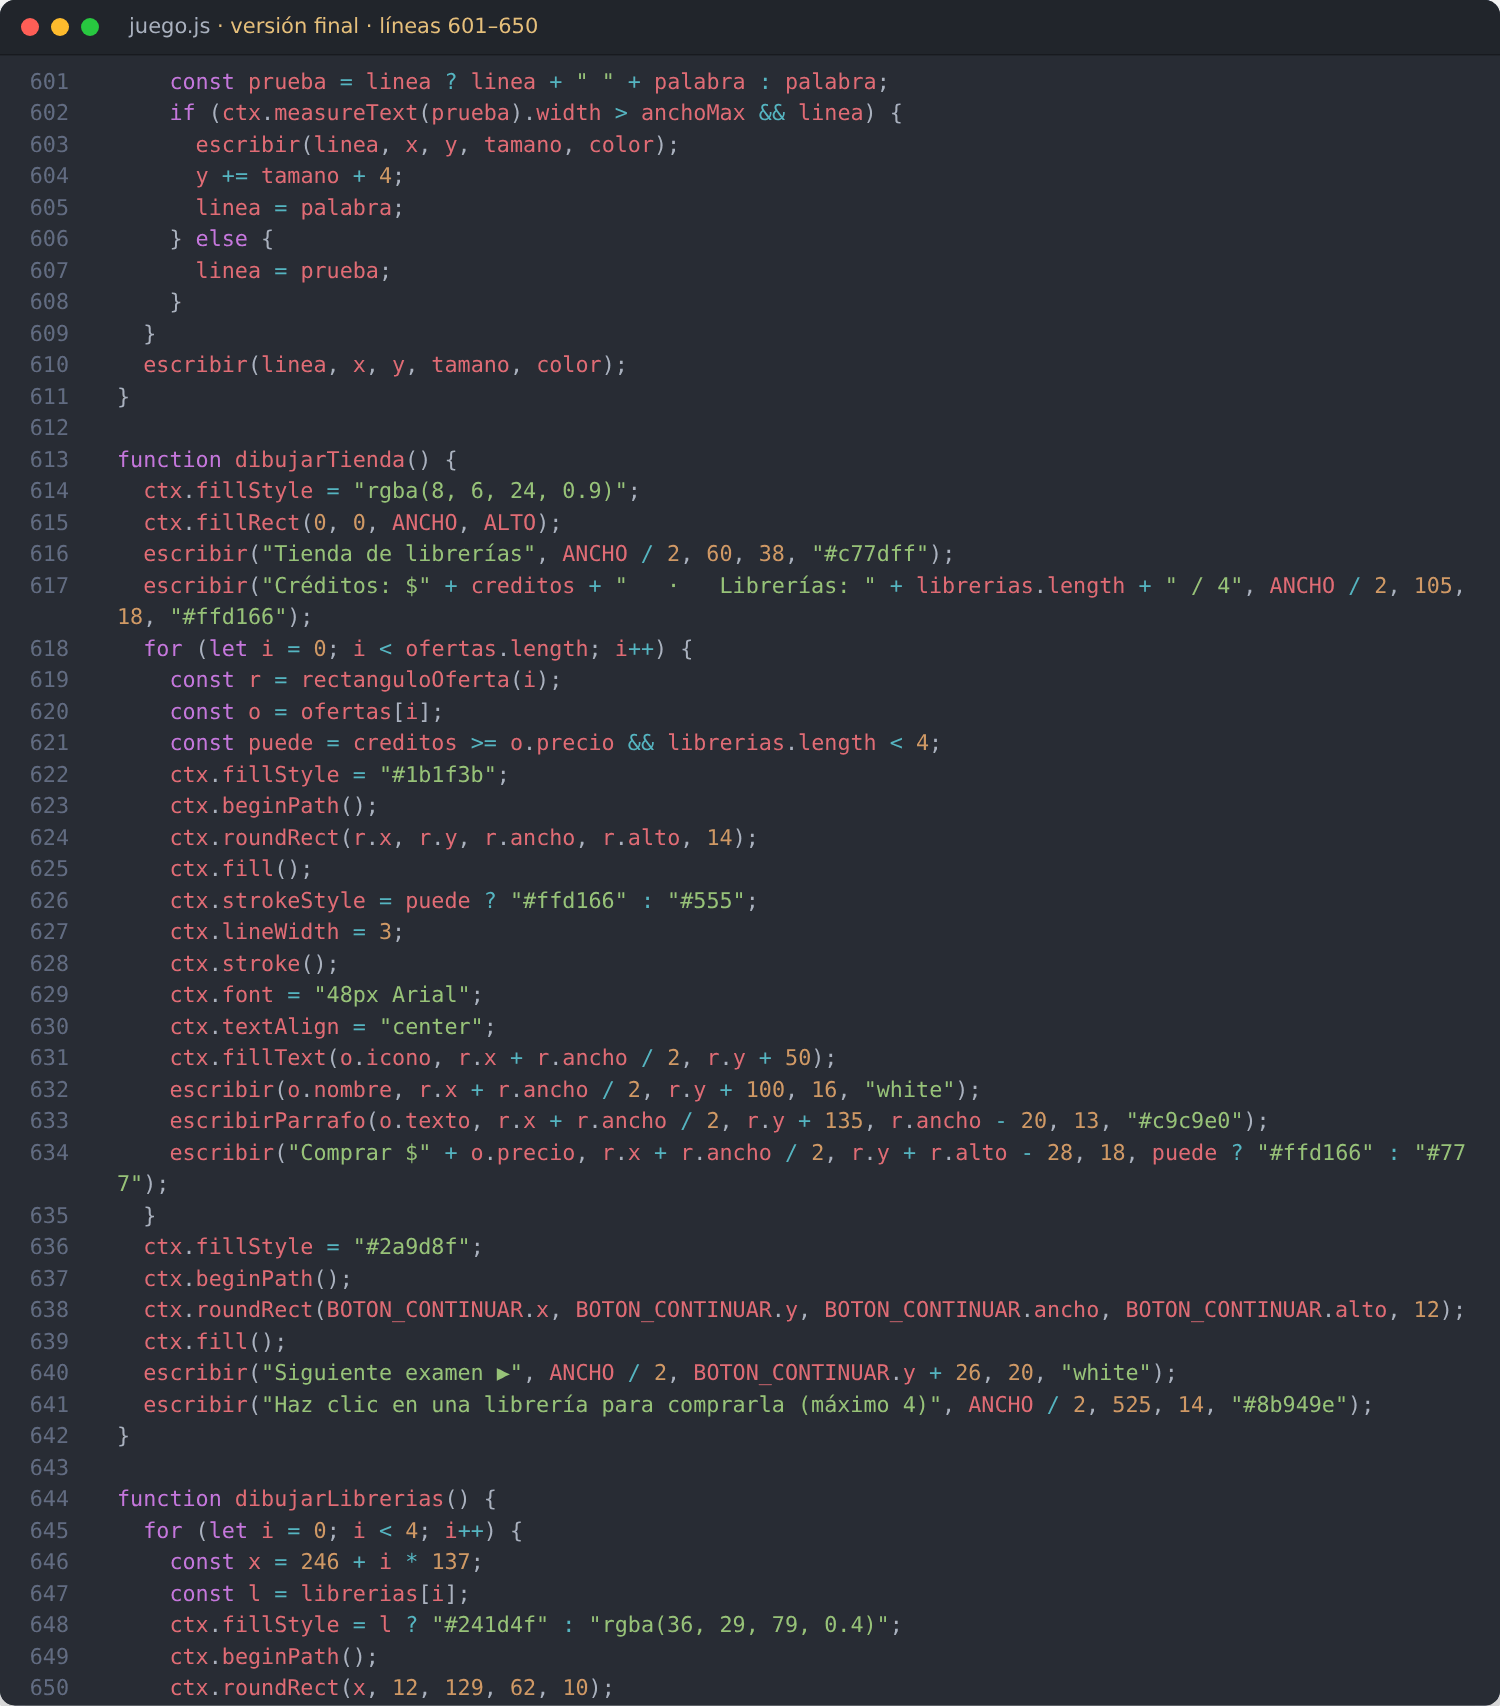 juego.js · versión final · líneas 601–650
601       const prueba = linea ? linea + " " + palabra : palabra;
602       if (ctx.measureText(prueba).width > anchoMax && linea) {
603         escribir(linea, x, y, tamano, color);
604         y += tamano + 4;
605         linea = palabra;
606       } else {
607         linea = prueba;
608       }
609     }
610     escribir(linea, x, y, tamano, color);
611   }
612
613   function dibujarTienda() {
614     ctx.fillStyle = "rgba(8, 6, 24, 0.9)";
615     ctx.fillRect(0, 0, ANCHO, ALTO);
616     escribir("Tienda de librerías", ANCHO / 2, 60, 38, "#c77dff");
617     escribir("Créditos: $" + creditos + "   ·   Librerías: " + librerias.length + " / 4", ANCHO / 2, 105,
18, "#ffd166");
618     for (let i = 0; i < ofertas.length; i++) {
619       const r = rectanguloOferta(i);
620       const o = ofertas[i];
621       const puede = creditos >= o.precio && librerias.length < 4;
622       ctx.fillStyle = "#1b1f3b";
623       ctx.beginPath();
624       ctx.roundRect(r.x, r.y, r.ancho, r.alto, 14);
625       ctx.fill();
626       ctx.strokeStyle = puede ? "#ffd166" : "#555";
627       ctx.lineWidth = 3;
628       ctx.stroke();
629       ctx.font = "48px Arial";
630       ctx.textAlign = "center";
631       ctx.fillText(o.icono, r.x + r.ancho / 2, r.y + 50);
632       escribir(o.nombre, r.x + r.ancho / 2, r.y + 100, 16, "white");
633       escribirParrafo(o.texto, r.x + r.ancho / 2, r.y + 135, r.ancho - 20, 13, "#c9c9e0");
634       escribir("Comprar $" + o.precio, r.x + r.ancho / 2, r.y + r.alto - 28, 18, puede ? "#ffd166" : "#77
7");
635     }
636     ctx.fillStyle = "#2a9d8f";
637     ctx.beginPath();
638     ctx.roundRect(BOTON_CONTINUAR.x, BOTON_CONTINUAR.y, BOTON_CONTINUAR.ancho, BOTON_CONTINUAR.alto, 12);
639     ctx.fill();
640     escribir("Siguiente examen ▶", ANCHO / 2, BOTON_CONTINUAR.y + 26, 20, "white");
641     escribir("Haz clic en una librería para comprarla (máximo 4)", ANCHO / 2, 525, 14, "#8b949e");
642   }
643
644   function dibujarLibrerias() {
645     for (let i = 0; i < 4; i++) {
646       const x = 246 + i * 137;
647       const l = librerias[i];
648       ctx.fillStyle = l ? "#241d4f" : "rgba(36, 29, 79, 0.4)";
649       ctx.beginPath();
650       ctx.roundRect(x, 12, 129, 62, 10);